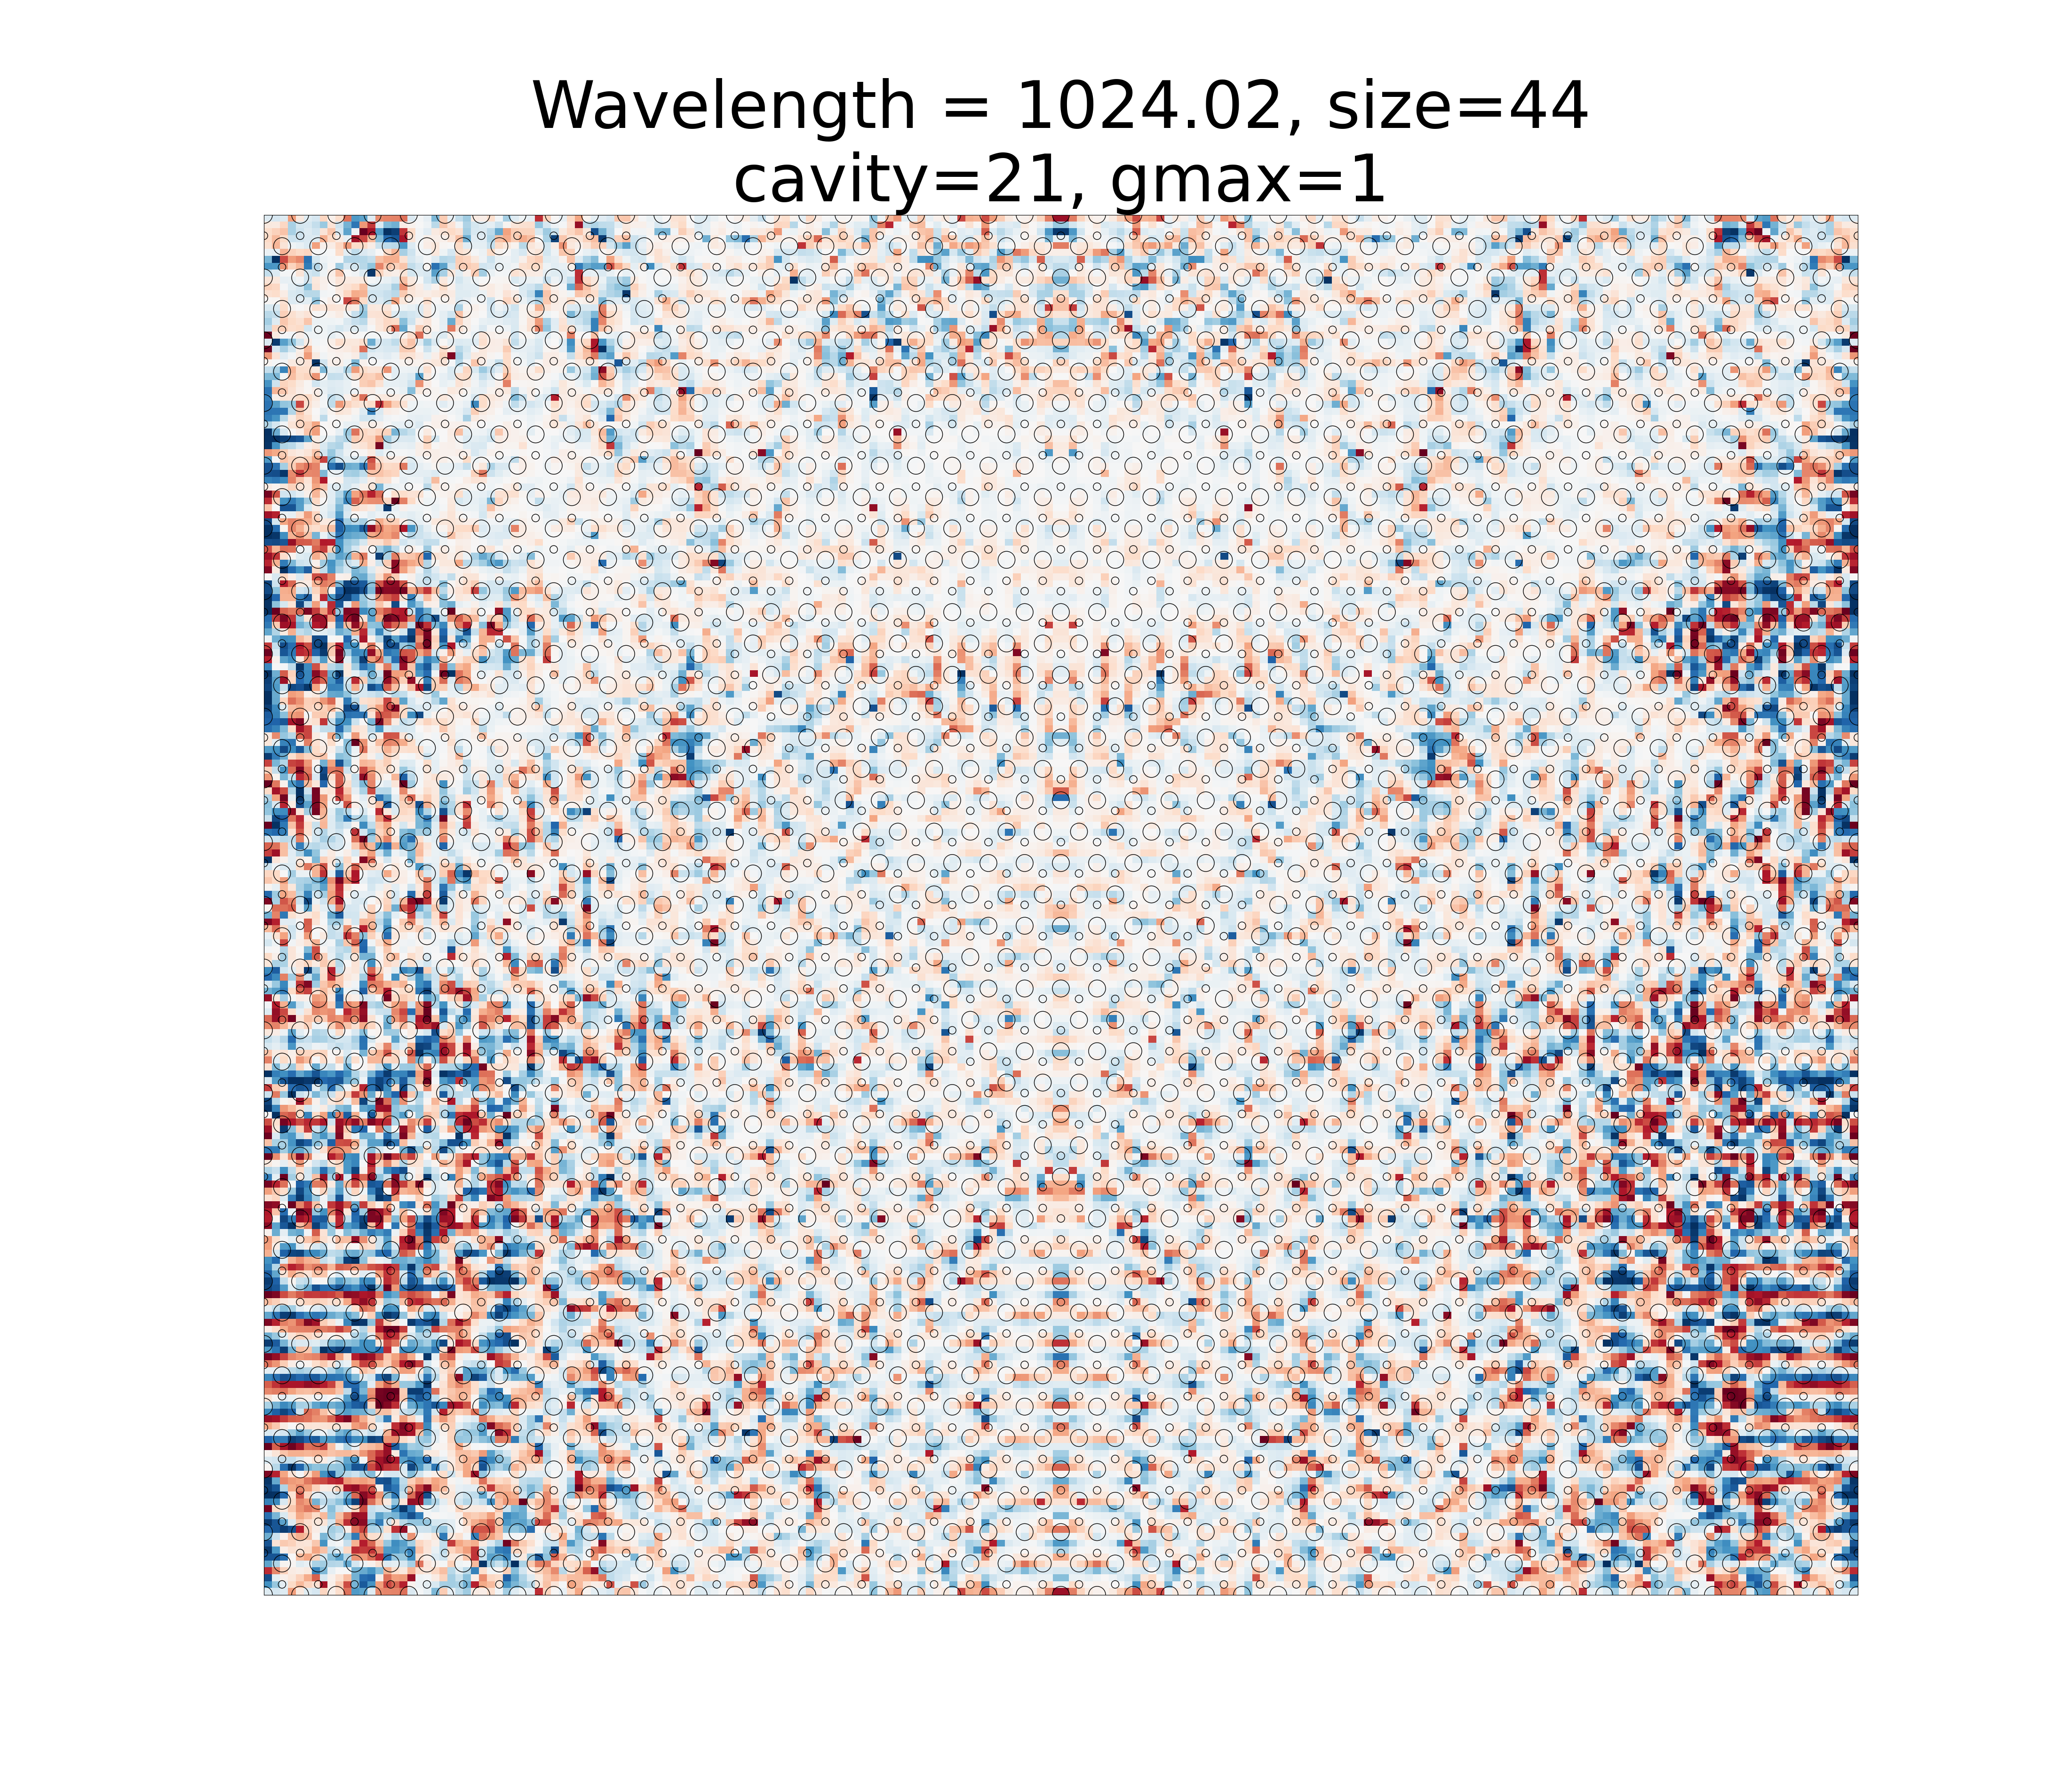 Wavelength = 1024.02, size=44
cavity=21, gmax=1